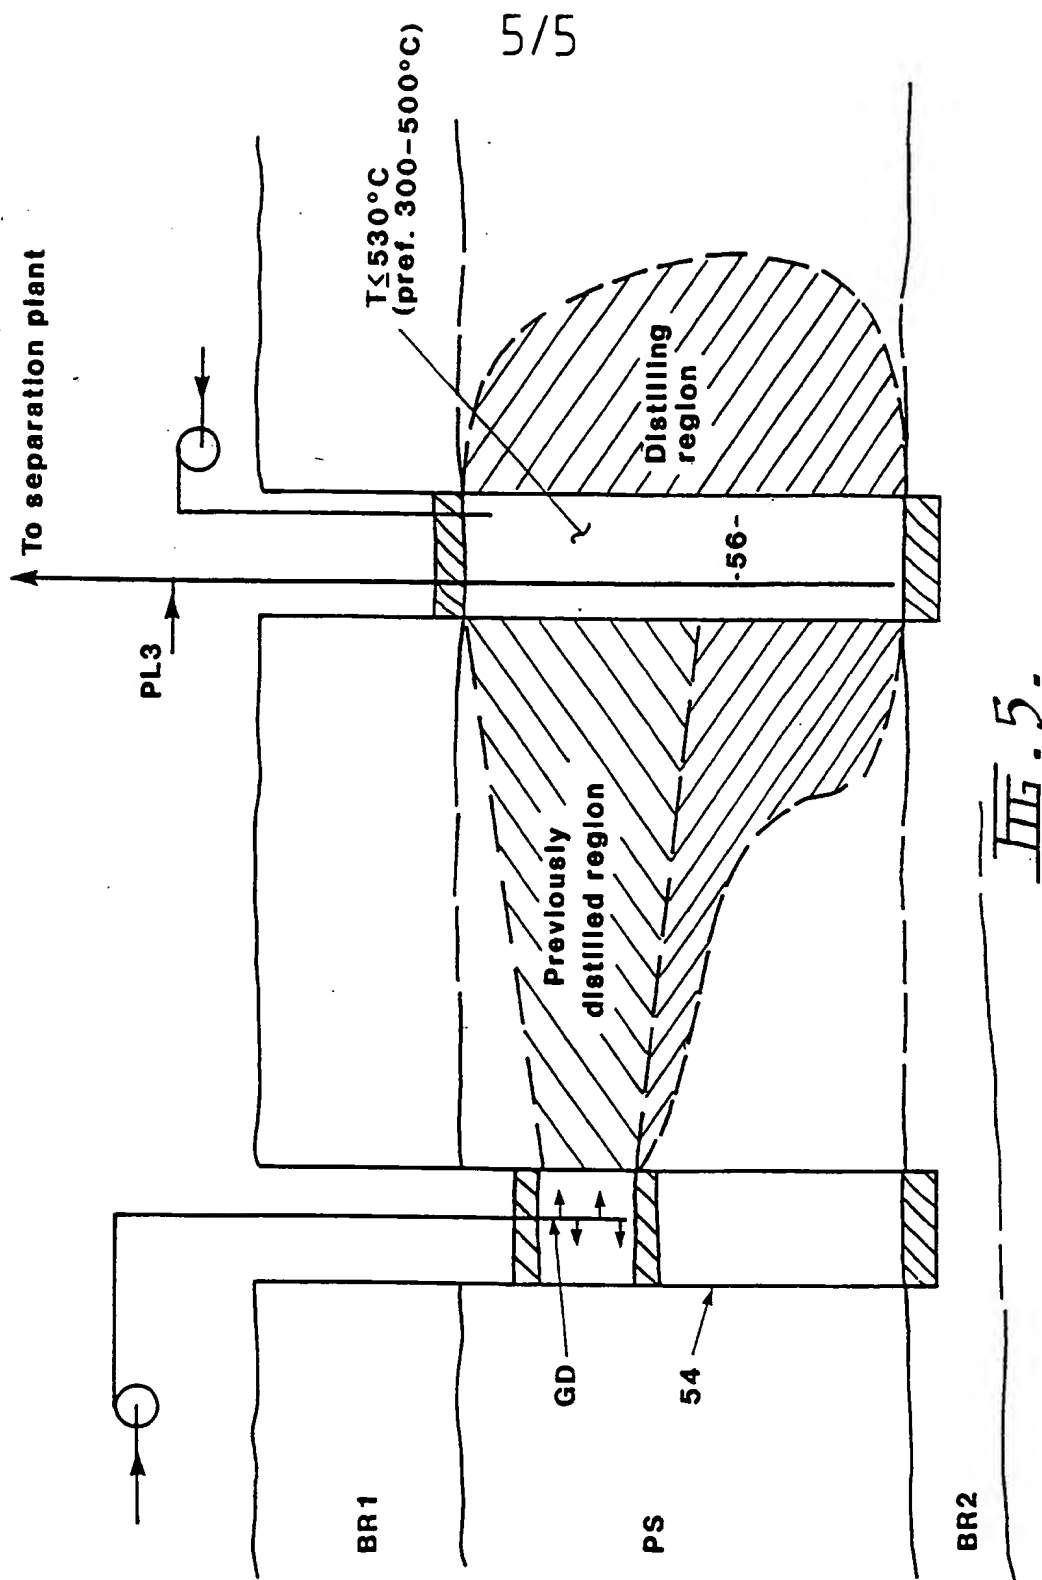 5/5
To separation plant
PL3
T≤530°C
(pref. 300-500°C)
Distilling
region
-56-
Previously
distilled region
GD
54
BR1
PS
BR2
FIG. 5.